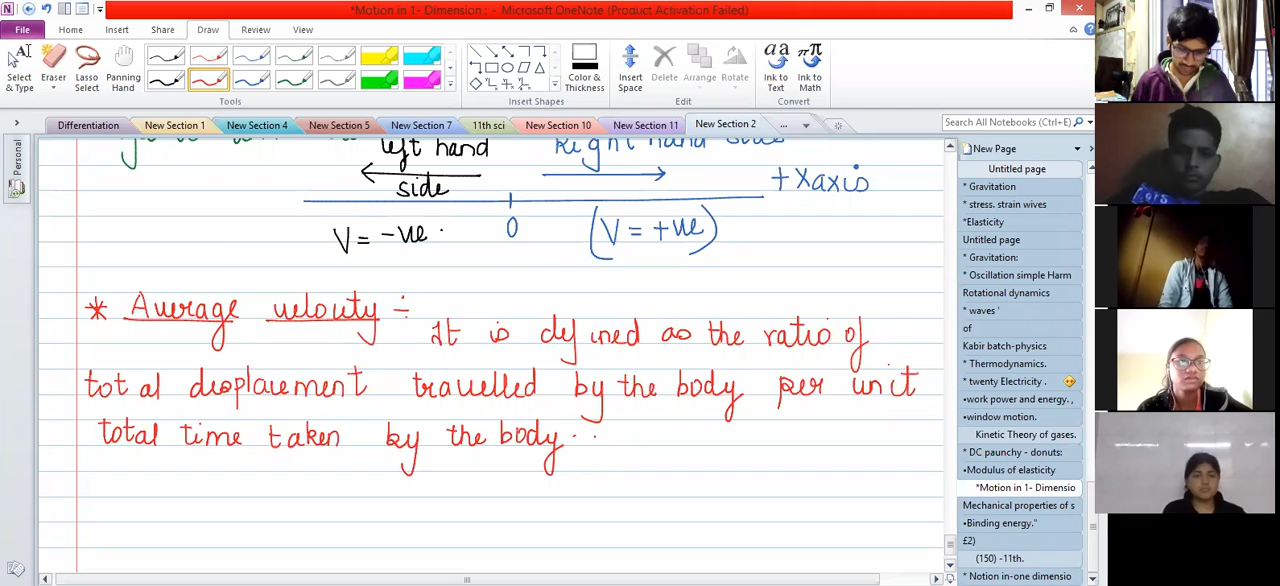 *Motion in 1- Dimension ; - Microsoft OneNote (Product Activation Failed)
File Home Insert Share Draw Review View
Select & Type
Eraser
Lasso Select
Panning Hand
Color & Thickness
Insert Space
Delete
Arrange
Rotate
Ink to Text
Ink to Math
Tools
Insert Shapes
Edit
Convert
Differentiation New Section 1 New Section 4 New Section 5 New Section 7 11th sci New Section 10 New Section 11 New Section 2 ...
Search All Notebooks (Ctrl+E)
Personal
left hand
side
Right hand side
+X axis
V = -ve.
0
(V = +ve)
* Average velocity ÷
It is defined as the ratio of
total displacement travelled by the body per unit
total time taken by the body..
New Page
Untitled page
* Gravitation
* stress. strain wives
*Elasticity
Untitled page
* Gravitation:
* Oscillation simple Harm
Rotational dynamics
* waves '
of
Kabir batch-physics
* Thermodynamics.
* twenty Electricity .
•work power and energy. ,
•window motion.
Kinetic Theory of gases.
* DC paunchy - donuts:
•Modulus of elasticity
*Motion in 1- Dimensio
Mechanical properties of s
•Binding energy."
£2)
(150) -11th.
* Notion in-one dimensio